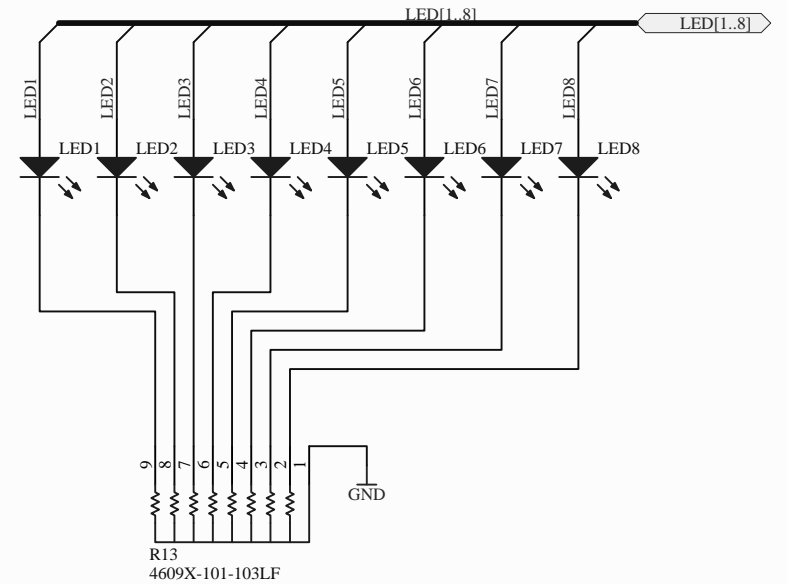 LED[1..8]
LED[1..8]
LED1
LED2
LED3
LED4
LED5
LED6
LED7
LED8
LED1
LED2
LED3
LED4
LED5
LED6
LED7
LED8
9
8
7
6
5
4
3
2
1
GND
R13
4609X-101-103LF